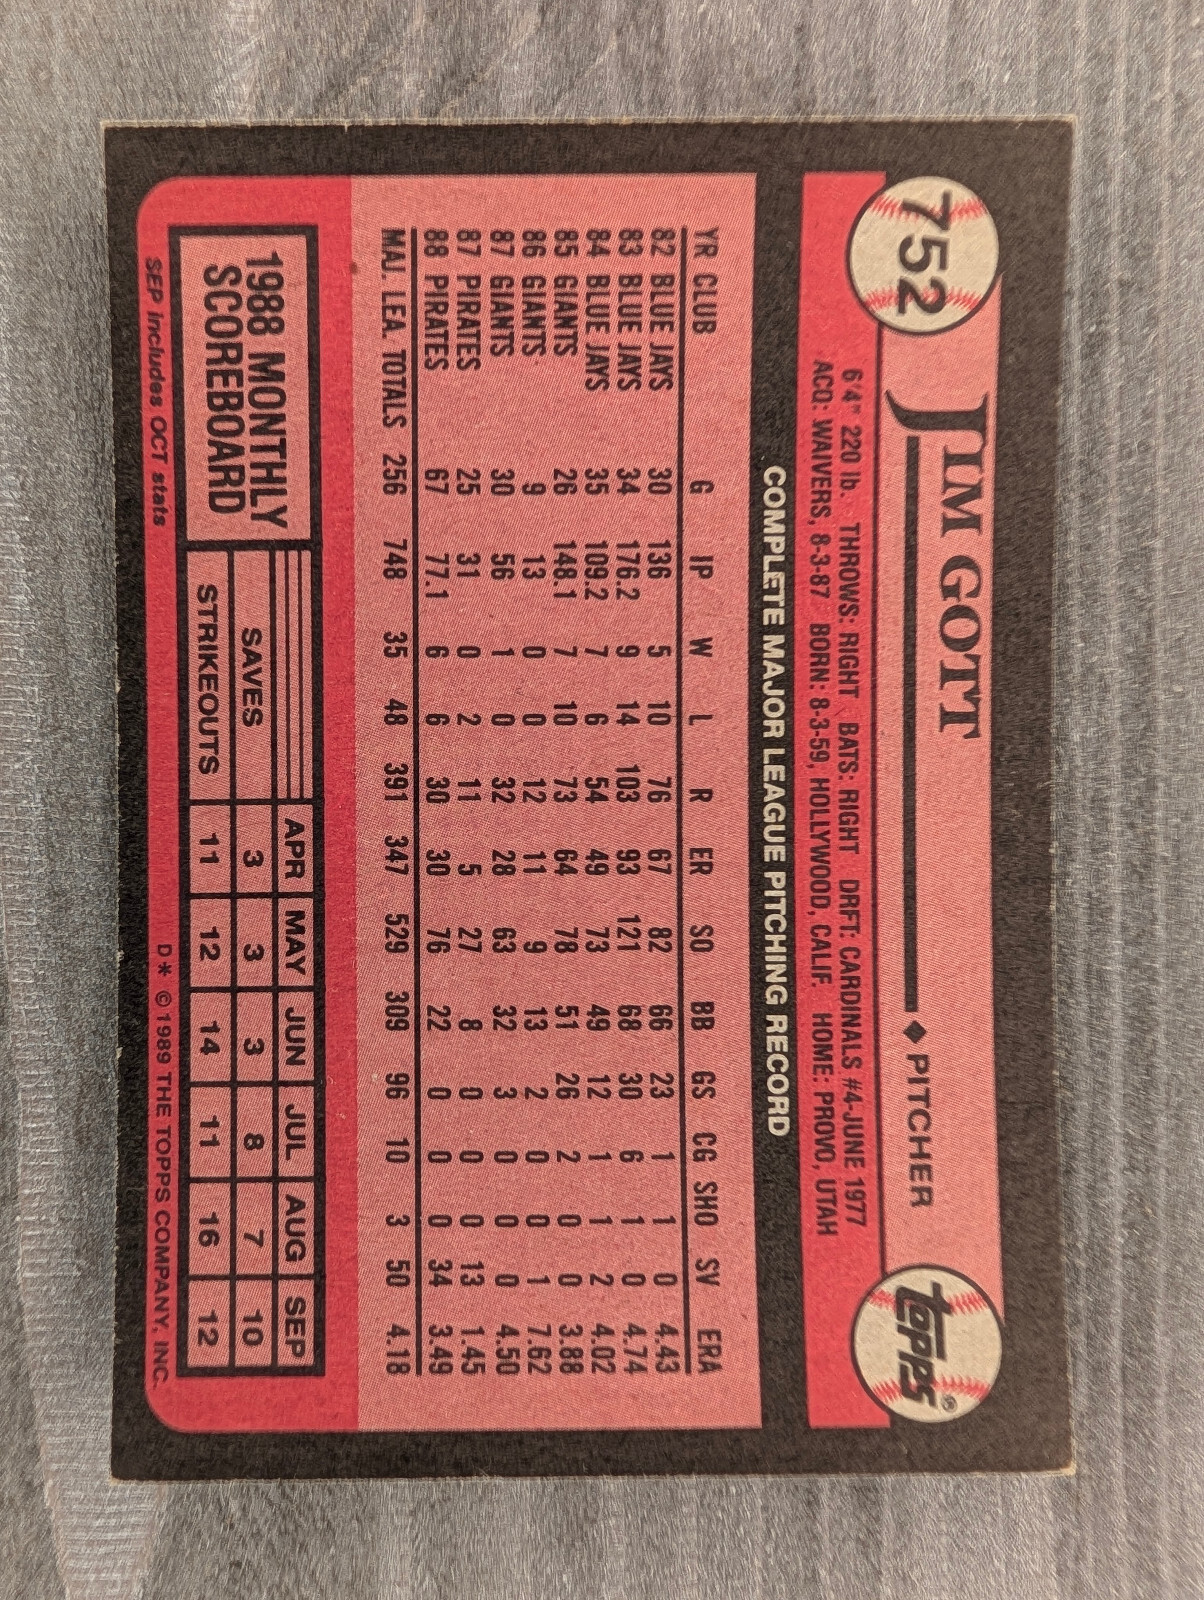 752
JIM GOTT
◆ PITCHER
topps®
6'4" 220 lb. THROWS: RIGHT BATS: RIGHT DRFT: CARDINALS #4-JUNE 1977
ACQ: WAIVERS, 8-3-87 BORN: 8-3-59, HOLLYWOOD, CALIF. HOME: PROVO, UTAH
COMPLETE MAJOR LEAGUE PITCHING RECORD
YR CLUB G IP W L R ER SO BB GS CG SHO SV ERA
82 BLUE JAYS 30 136 5 10 76 67 82 66 23 1 1 0 4.43
83 BLUE JAYS 34 176.2 9 14 103 93 121 68 30 6 1 0 4.74
84 BLUE JAYS 35 109.2 7 6 54 49 73 49 12 1 1 2 4.02
85 GIANTS 26 148.1 7 10 73 64 78 51 26 2 0 0 3.88
86 GIANTS 9 13 0 0 12 11 9 13 2 0 0 1 7.62
87 GIANTS 30 56 1 0 32 28 63 32 3 0 0 0 4.50
87 PIRATES 25 31 0 2 11 5 27 8 0 0 0 13 1.45
88 PIRATES 67 77.1 6 6 30 30 76 22 0 0 0 34 3.49
MAJ. LEA. TOTALS 256 748 35 48 391 347 529 309 96 10 3 50 4.18
1988 MONTHLY
SCOREBOARD
APR MAY JUN JUL AUG SEP
SAVES 3 3 3 8 7 10
STRIKEOUTS 11 12 14 11 16 12
SEP includes OCT stats
D* © 1989 THE TOPPS COMPANY, INC.